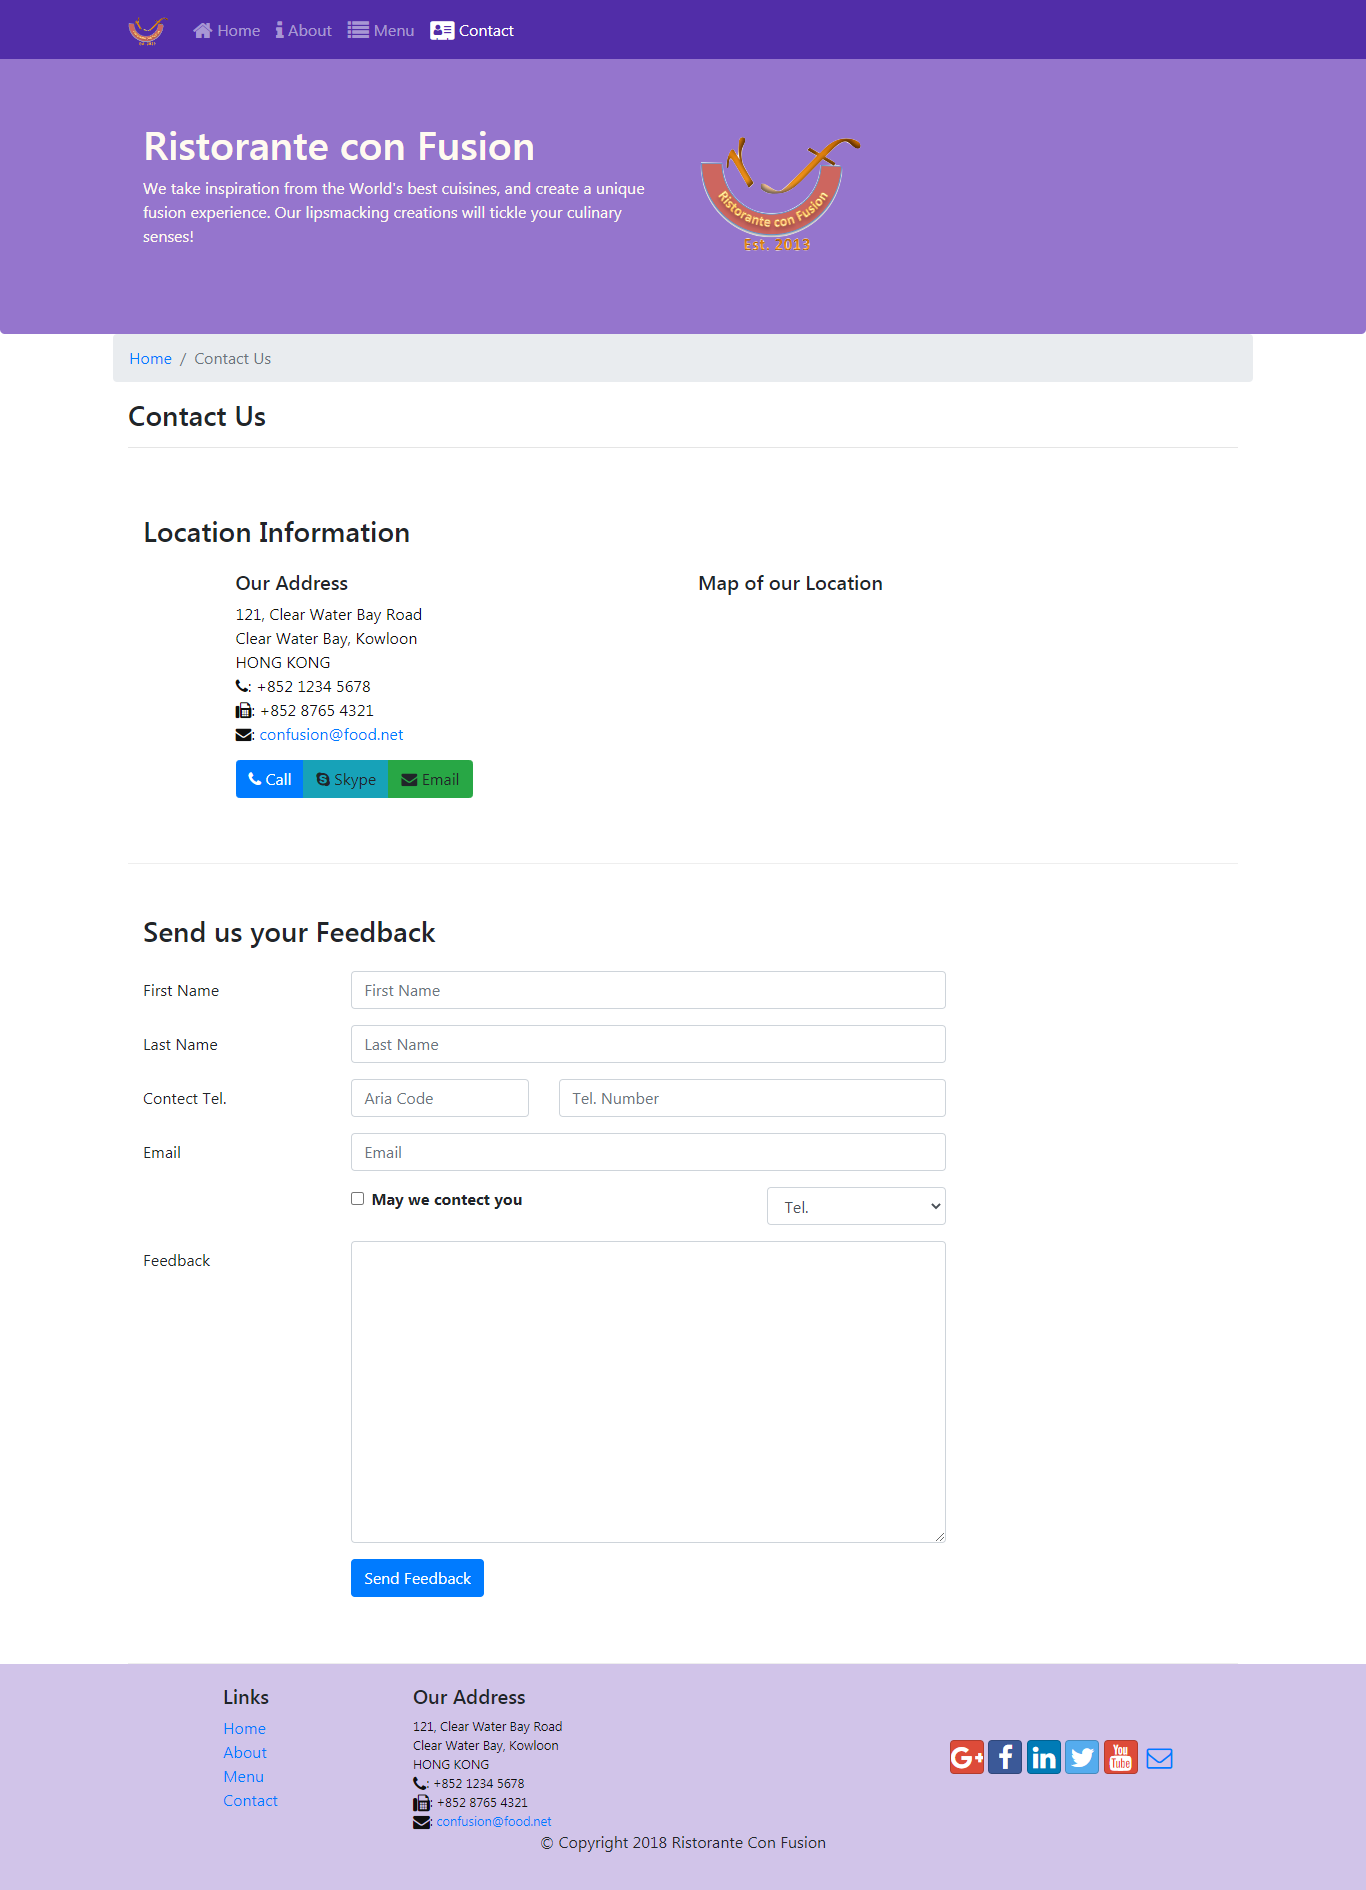 Home About Menu Contact
Ristorante con Fusion
We take inspiration from the World's best cuisines, and create a unique
fusion experience. Our lipsmacking creations will tickle your culinary
senses!
Ristorante con Fusion
Est. 2013
Home / Contact Us
Contact Us
Location Information
Our Address
121, Clear Water Bay Road
Clear Water Bay, Kowloon
HONG KONG
: +852 1234 5678
: +852 8765 4321
: confusion@food.net
Call Skype Email
Map of our Location
Send us your Feedback
First Name First Name
Last Name Last Name
Contect Tel. Aria Code Tel. Number
Email Email
May we contect you Tel.
Feedback
Send Feedback
Links
Home
About
Menu
Contact
Our Address
121, Clear Water Bay Road
Clear Water Bay, Kowloon
HONG KONG
: +852 1234 5678
: +852 8765 4321
: confusion@food.net
G+ f in You Tube
© Copyright 2018 Ristorante Con Fusion